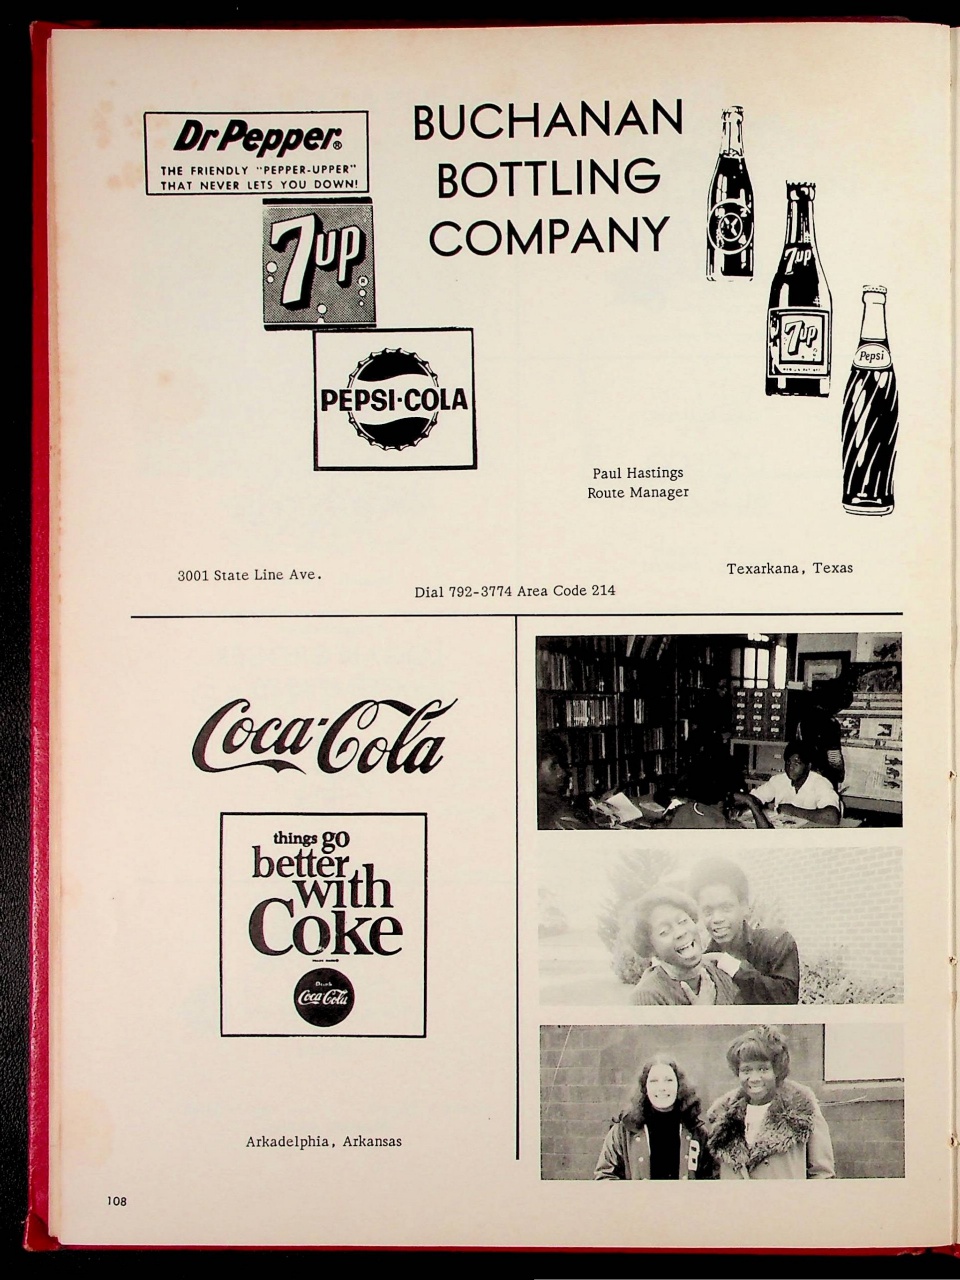 Dr Pepper®
THE FRIENDLY "PEPPER-UPPER"
THAT NEVER LETS YOU DOWN!
7up
PEPSI·COLA
BUCHANAN
BOTTLING
COMPANY
7up
7up
Pepsi
Paul Hastings
Route Manager
3001 State Line Ave.
Texarkana, Texas
Dial 792-3774 Area Code 214
Coca-Cola
things go
better
with
Coke
Drink
Coca-Cola
Arkadelphia, Arkansas
B
108